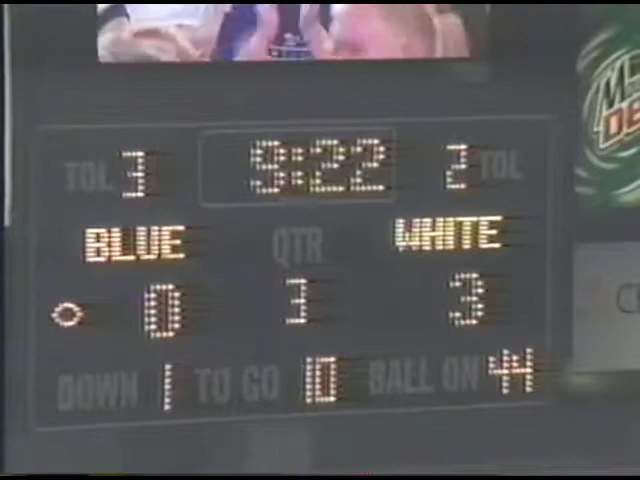 TOL 3 9:22 2 TOL
BLUE QTR WHITE
0 3 3
DOWN 1 TO GO 10 BALL ON 44